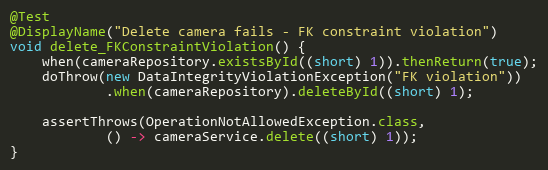 @Test
@DisplayName("Delete camera fails - FK constraint violation")
void delete_FKConstraintViolation() {
    when(cameraRepository.existsById((short) 1)).thenReturn(true);
    doThrow(new DataIntegrityViolationException("FK violation"))
            .when(cameraRepository).deleteById((short) 1);

    assertThrows(OperationNotAllowedException.class,
            () -> cameraService.delete((short) 1));
}